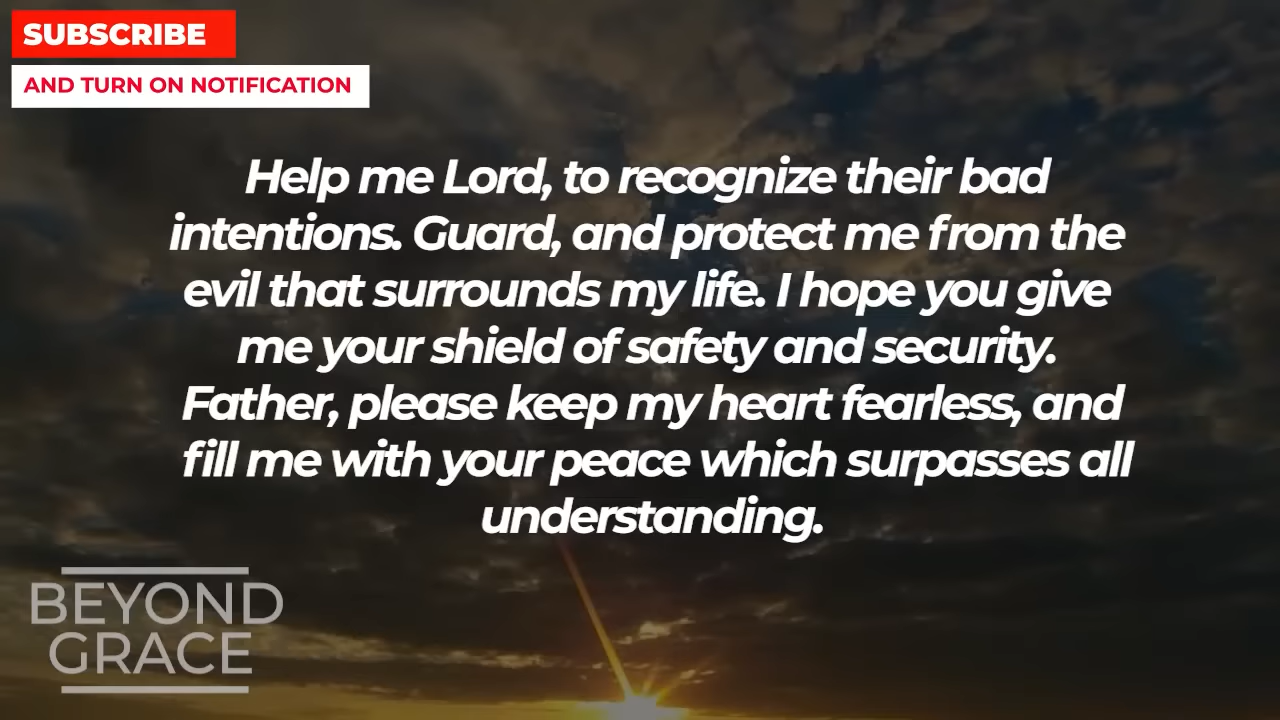 SUBSCRIBE
AND TURN ON NOTIFICATION
Help me Lord, to recognize their bad
intentions. Guard, and protect me from the
evil that surrounds my life. I hope you give
me your shield of safety and security.
Father, please keep my heart fearless, and
fill me with your peace which surpasses all
understanding.
BEYOND
GRACE